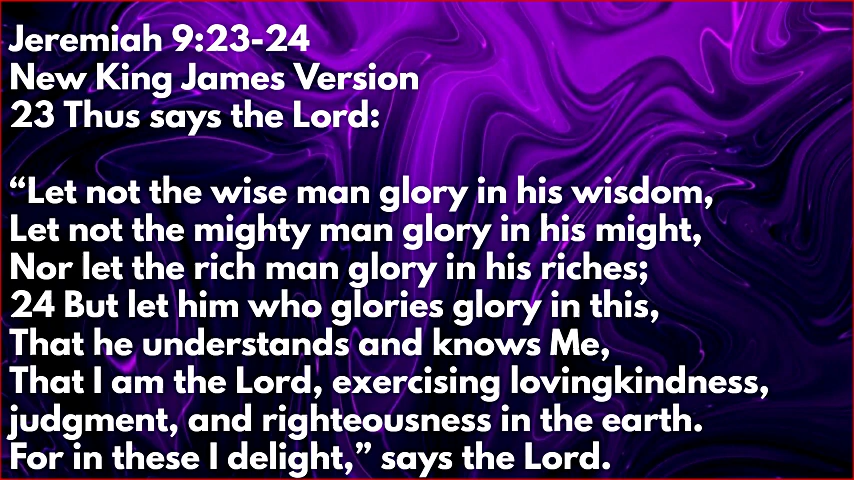 Jeremiah 9:23-24
New King James Version
23 Thus says the Lord:
“Let not the wise man glory in his wisdom,
Let not the mighty man glory in his might,
Nor let the rich man glory in his riches;
24 But let him who glories glory in this,
That he understands and knows Me,
That I am the Lord, exercising lovingkindness,
judgment, and righteousness in the earth.
For in these I delight,” says the Lord.